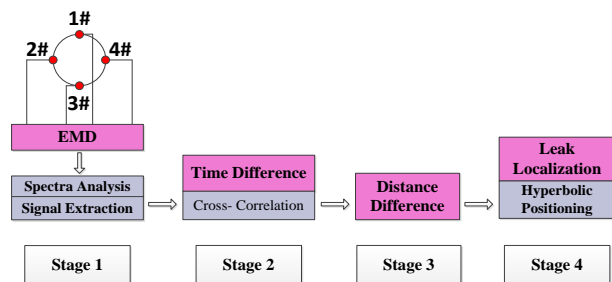 1#
2#
4#
3#
EMD
Spectra Analysis
Signal Extraction
Time Difference
Cross- Correlation
Distance
Difference
Leak
Localization
Hyperbolic
Positioning
Stage 1
Stage 2
Stage 3
Stage 4